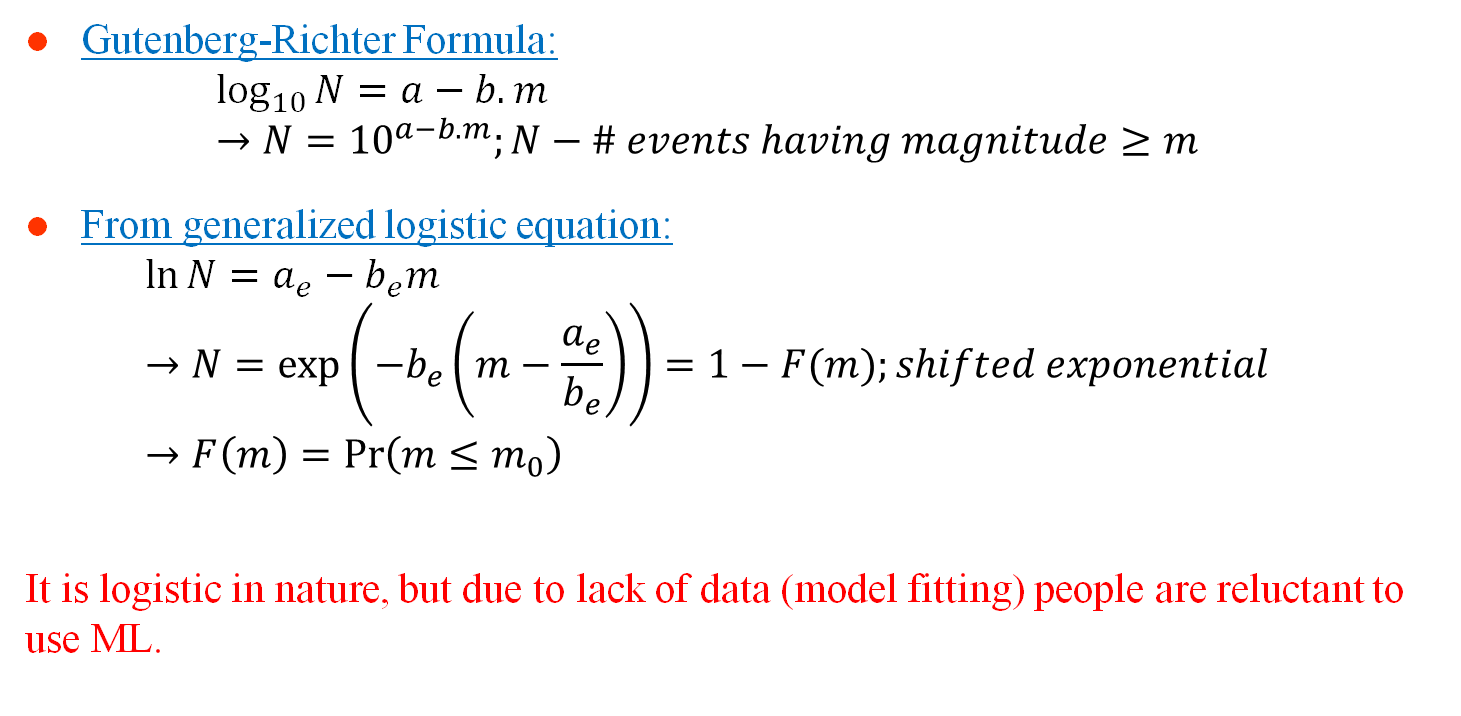 Gutenberg-Richter Formula:
log₁₀ N = a − b. m
→ N = 10^{a−b.m}; N − # events having magnitude ≥ m
From generalized logistic equation:
ln N = aₑ − bₑm
→ N = exp(−bₑ(m − aₑ/bₑ)) = 1 − F(m); shifted exponential
→ F(m) = Pr(m ≤ m₀)
It is logistic in nature, but due to lack of data (model fitting) people are reluctant to
use ML.